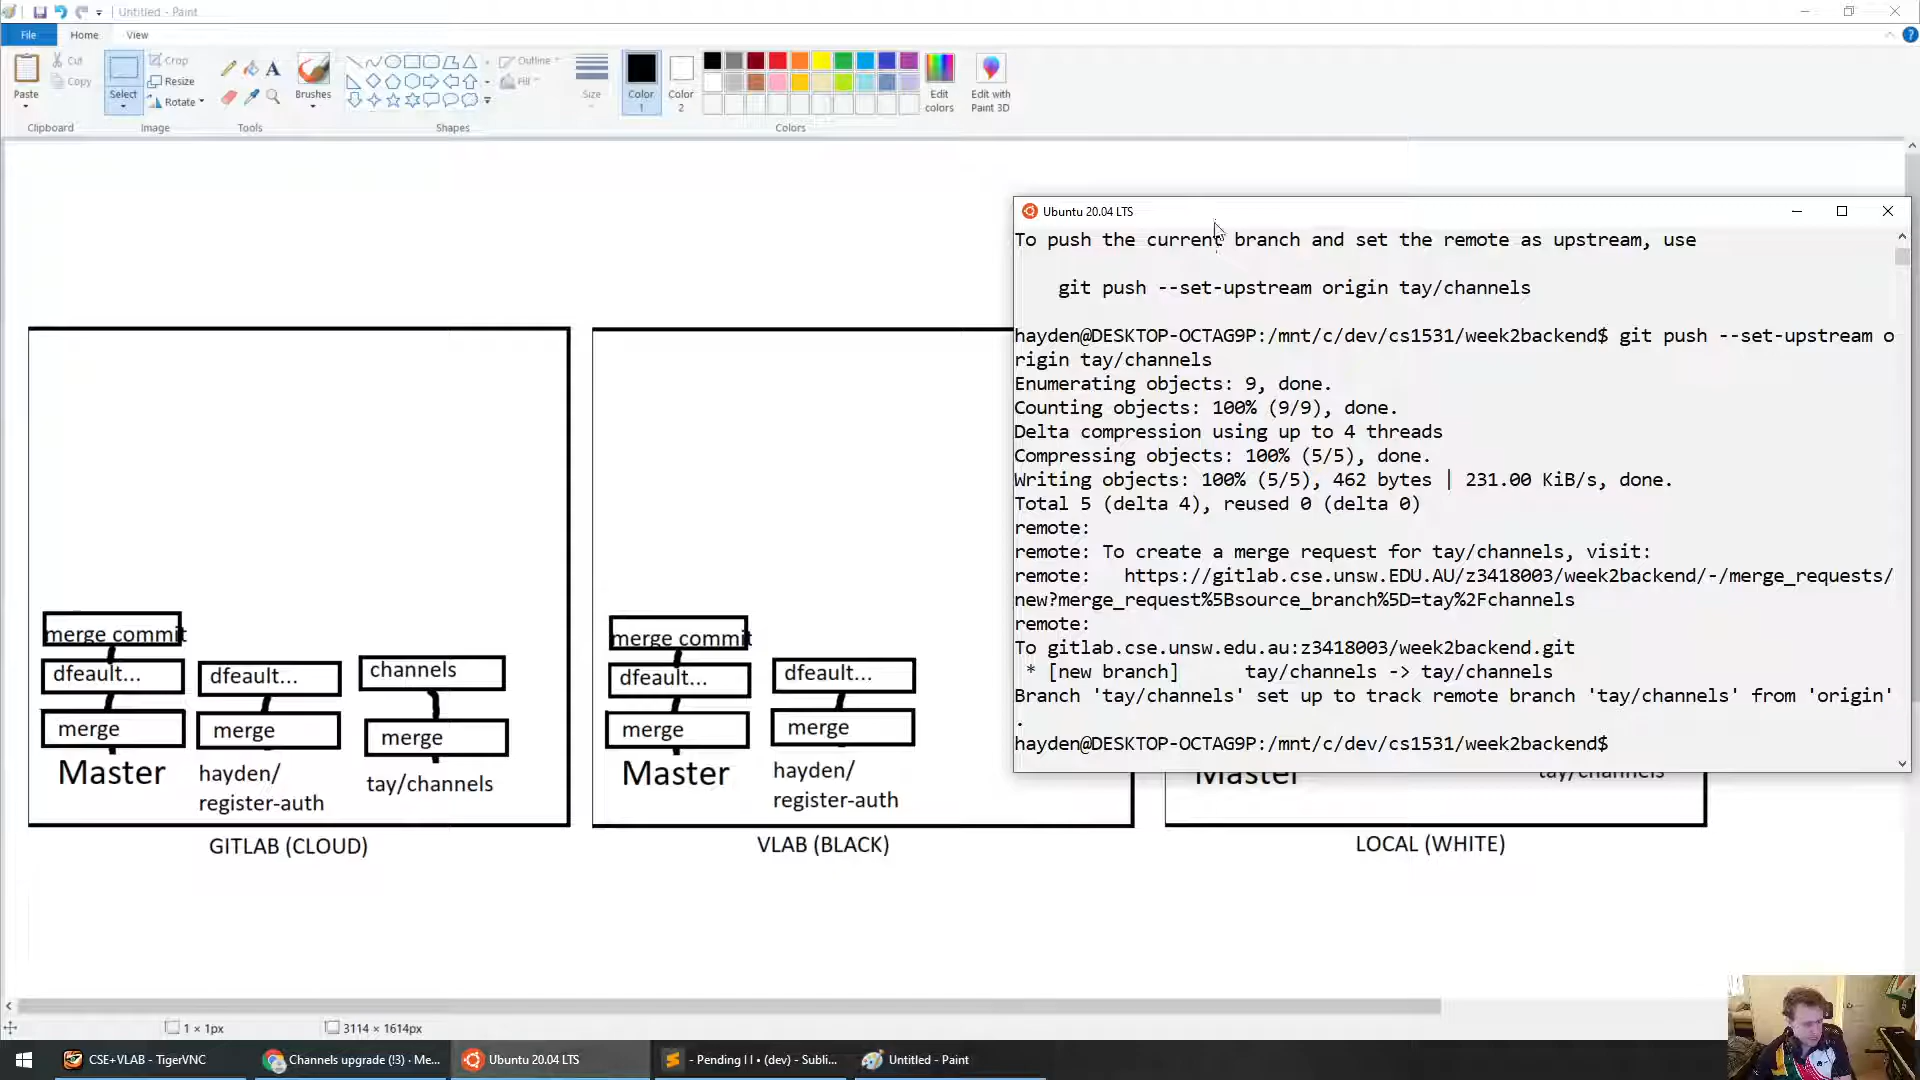 Untitled - Paint
File
Home
View
Paste
Cut
Copy
Clipboard
Select
Crop
Resize
Rotate
Image
Tools
Brushes
Shapes
Outline
Fill
Size
Color
1
Color
2
Edit
colors
Edit with
Paint 3D
Colors
Ubuntu 20.04 LTS
To push the current branch and set the remote as upstream, use
git push --set-upstream origin tay/channels
hayden@DESKTOP-OCTAG9P:/mnt/c/dev/cs1531/week2backend$ git push --set-upstream o
rigin tay/channels
Enumerating objects: 9, done.
Counting objects: 100% (9/9), done.
Delta compression using up to 4 threads
Compressing objects: 100% (5/5), done.
Writing objects: 100% (5/5), 462 bytes | 231.00 KiB/s, done.
Total 5 (delta 4), reused 0 (delta 0)
remote:
remote: To create a merge request for tay/channels, visit:
remote:   https://gitlab.cse.unsw.EDU.AU/z3418003/week2backend/-/merge_requests/
new?merge_request%5Bsource_branch%5D=tay%2Fchannels
remote:
To gitlab.cse.unsw.edu.au:z3418003/week2backend.git
* [new branch]      tay/channels -> tay/channels
Branch 'tay/channels' set up to track remote branch 'tay/channels' from 'origin'
.
hayden@DESKTOP-OCTAG9P:/mnt/c/dev/cs1531/week2backend$
merge commit
dfeault...
merge
Master
dfeault...
merge
hayden/
register-auth
channels
merge
tay/channels
GITLAB (CLOUD)
merge commit
dfeault...
merge
Master
dfeault...
merge
hayden/
register-auth
VLAB (BLACK)
Master
tay/channels
LOCAL (WHITE)
1 × 1px
3114 × 1614px
CSE+VLAB - TigerVNC
Channels upgrade (!3) · Me...
Ubuntu 20.04 LTS
- Pending l l • (dev) - Subli...
Untitled - Paint